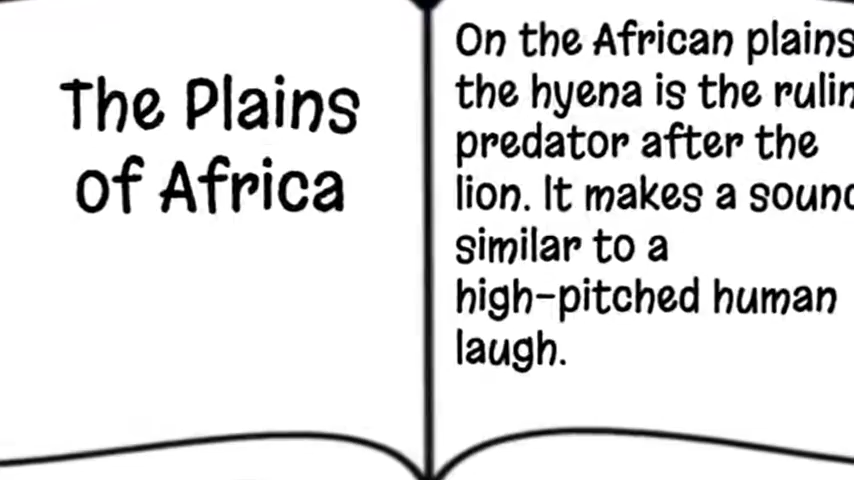 The Plains
of Africa
On the African plains
the hyena is the rulin
predator after the
lion. It makes a sound
similar to a
high-pitched human
laugh.